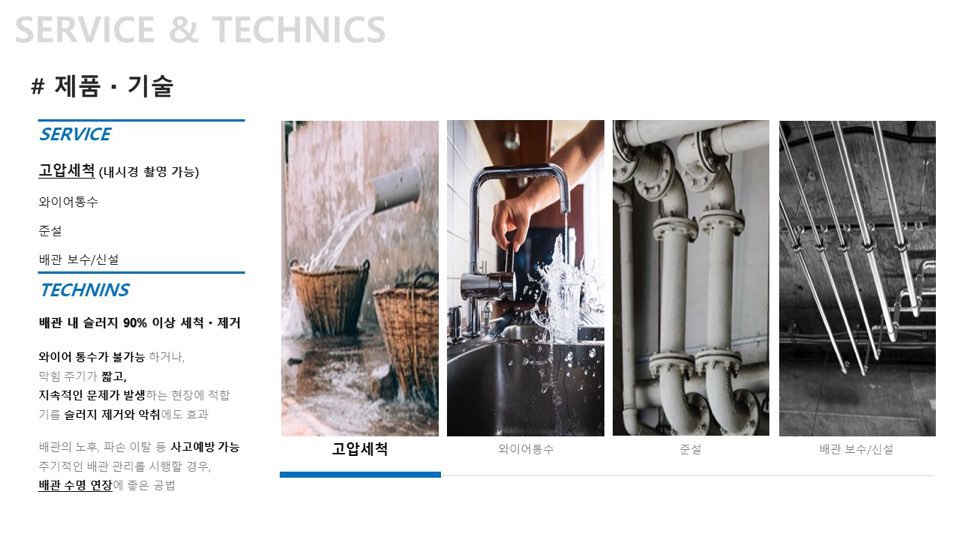 SERVICE & TECHNICS
# 제품 · 기술
SERVICE
고압세척 (내시경 촬영 가능)
와이어통수
준설
배관 보수/신설
TECHNINS
배관 내 슬러지 90% 이상 세척 · 제거
와이어 통수가 불가능 하거나,
막힘 주기가 짧고,
지속적인 문제가 발생하는 현장에 적합
기름 슬러지 제거와 악취에도 효과
배관의 노후, 파손 이탈 등 사고예방 가능
주기적인 배관 관리를 시행할 경우,
배관 수명 연장에 좋은 공법
고압세척
와이어통수
준설
배관 보수/신설